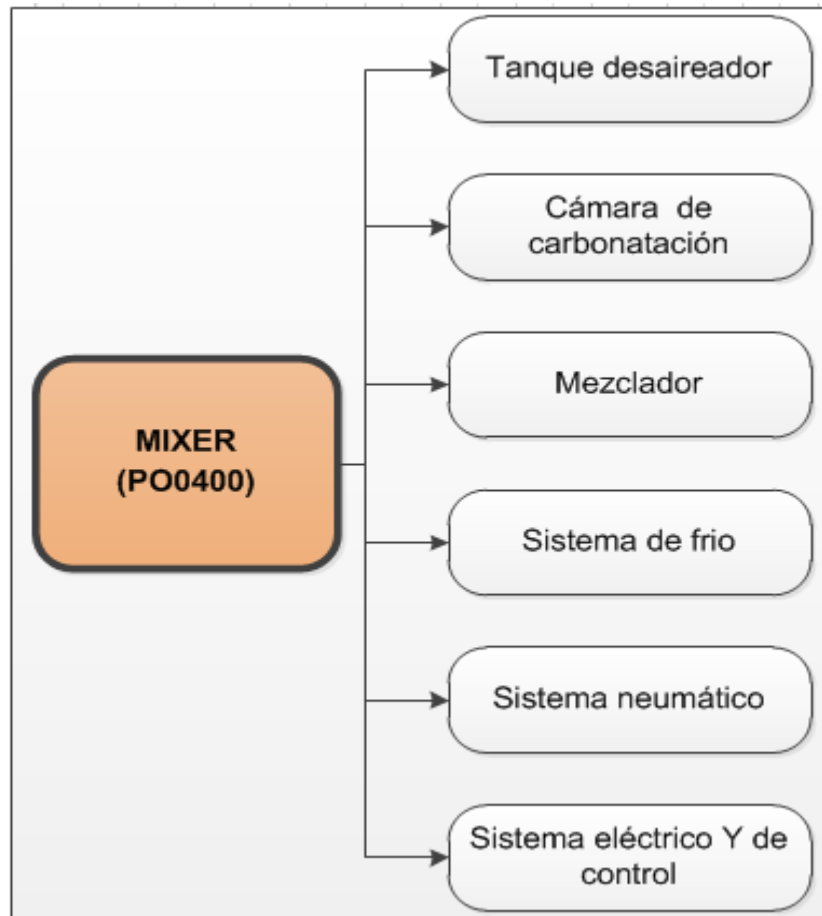 Tanque desaireador
Cámara de
carbonatación
Mezclador
MIXER
(PO0400)
Sistema de frio
Sistema neumático
Sistema eléctrico Y de
control